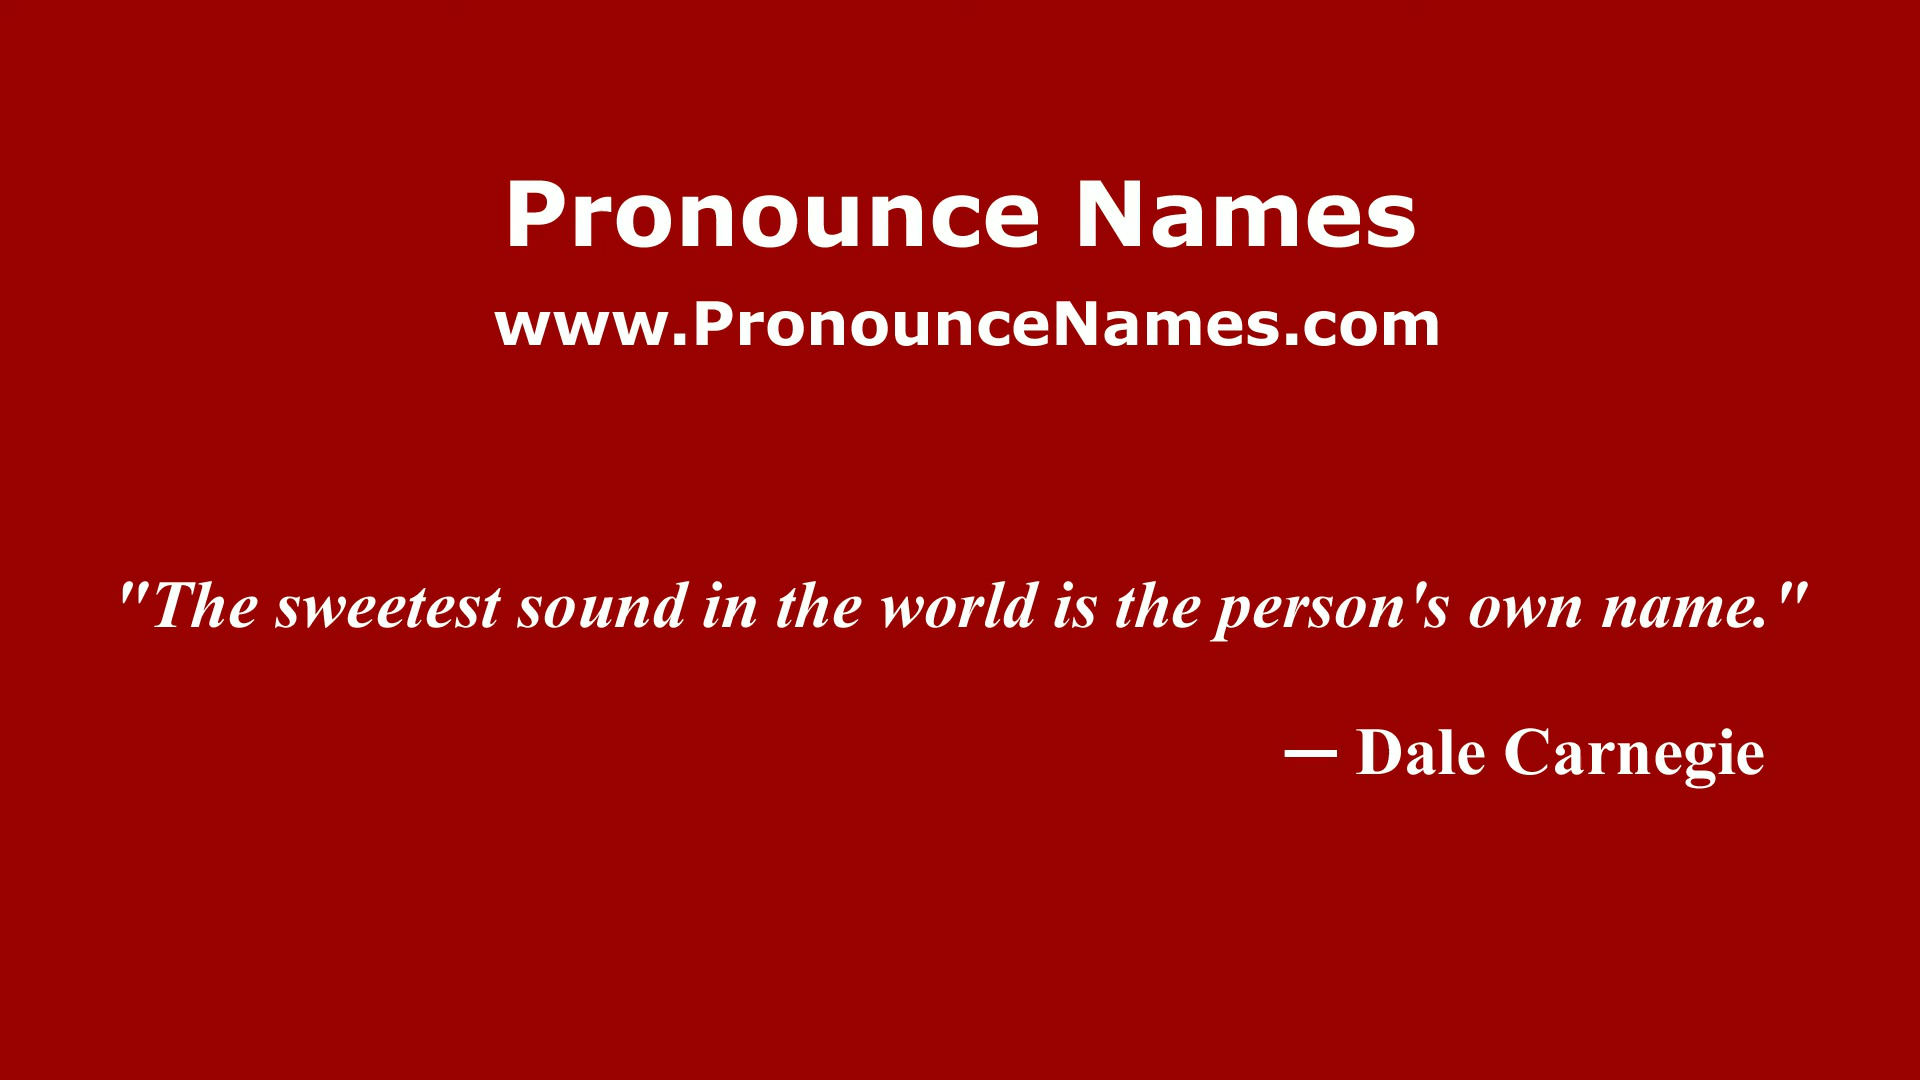 Pronounce Names
www.PronounceNames.com
"The sweetest sound in the world is the person's own name."
— Dale Carnegie